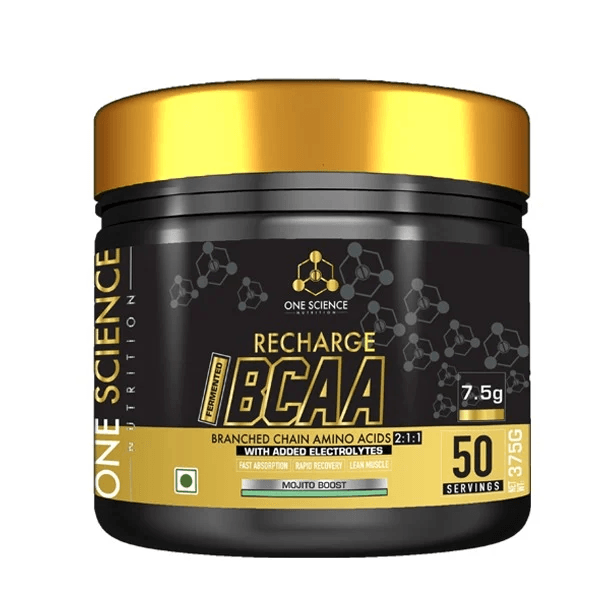 ONE SCIENCE
NUTRITION
ONE SCIENCE
NUTRITION
RECHARGE
FERMENTED
BCAA
7.5g
BRANCHED CHAIN AMINO ACIDS 2:1:1
WITH ADDED ELECTROLYTES
FAST ABSORPTION | RAPID RECOVERY | LEAN MUSCLE
MOJITO BOOST
50
SERVINGS
375G